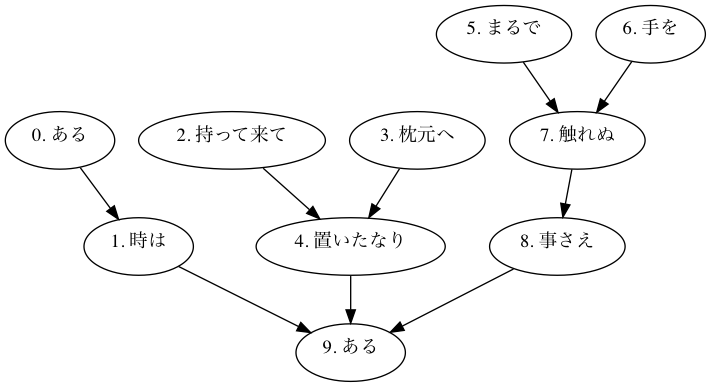 5. まるで
6. 手を
0. ある
2. 持って来て
3. 枕元へ
7. 触れぬ
1. 時は
4. 置いたなり
8. 事さえ
9. ある